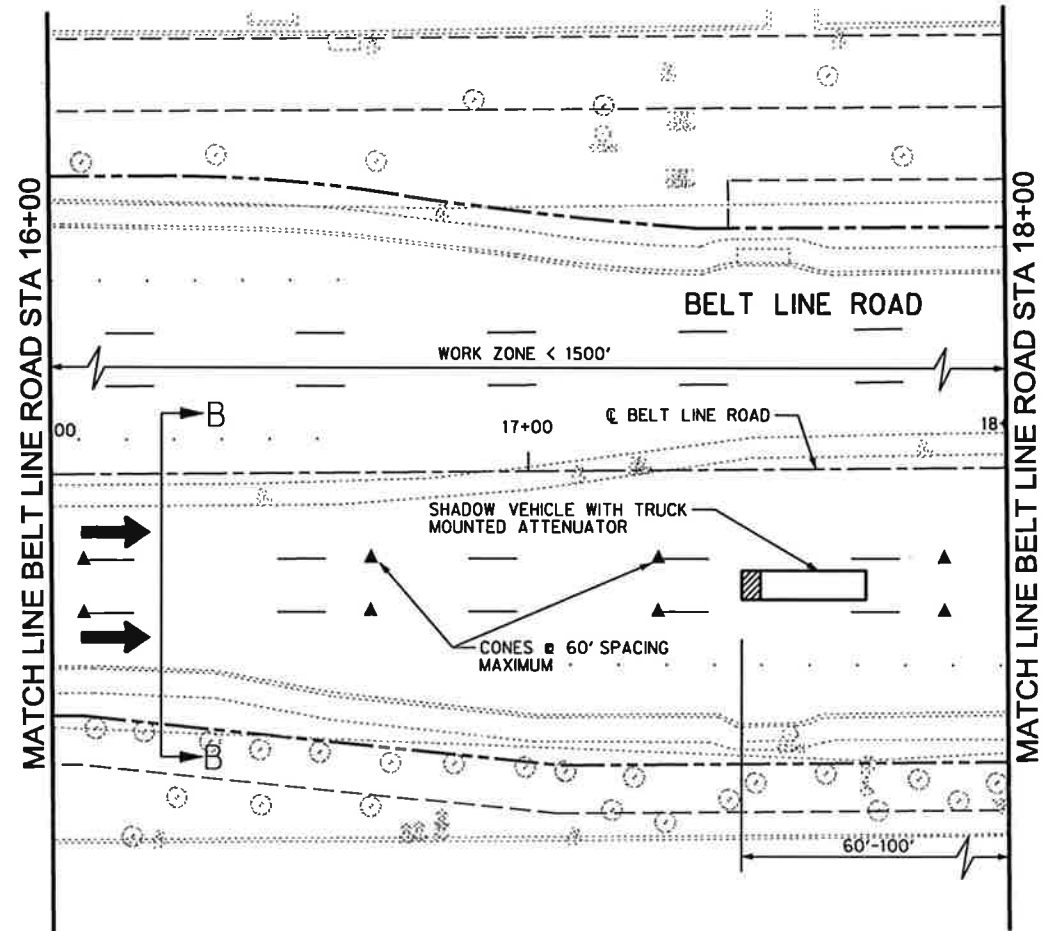 MATCH LINE BELT LINE ROAD STA 16+00
MATCH LINE BELT LINE ROAD STA 18+00
BELT LINE ROAD
WORK ZONE < 1500'
B
℄ BELT LINE ROAD
00
17+00
18+
SHADOW VEHICLE WITH TRUCK
MOUNTED ATTENUATOR
CONES @ 60' SPACING
MAXIMUM
B
60'-100'